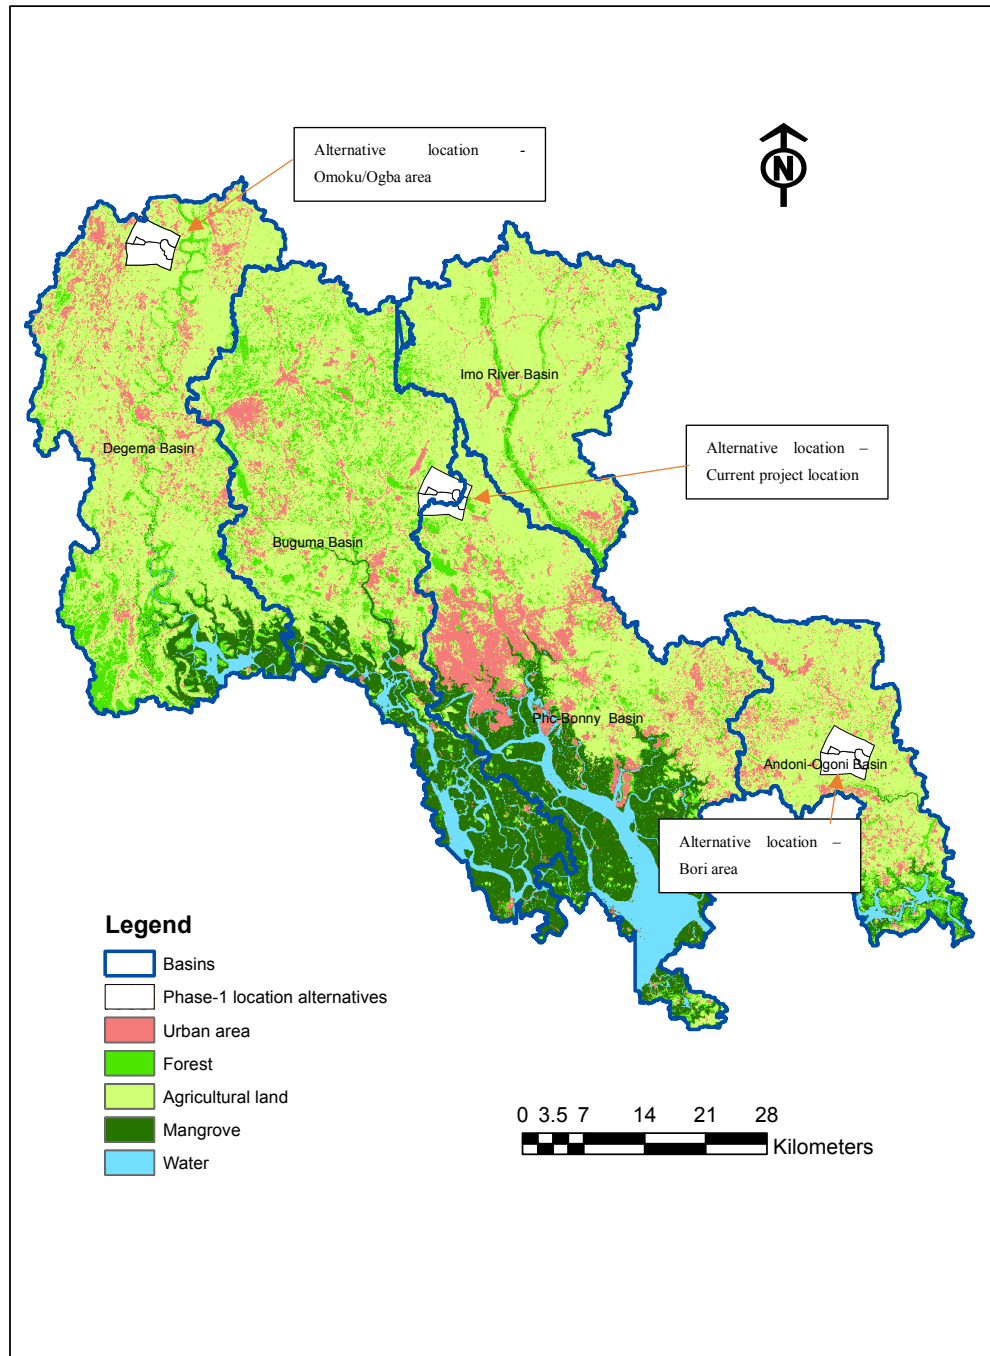 Alternative location -
Omoku/Ogba area
N
Imo River Basin
Alternative location –
Current project location
Degema Basin
Buguma Basin
Phc-Bonny Basin
Andoni-Ogoni Basin
Alternative location –
Bori area
Legend
Basins
Phase-1 location alternatives
Urban area
Forest
Agricultural land
Mangrove
Water
0 3.5 7 14 21 28
Kilometers